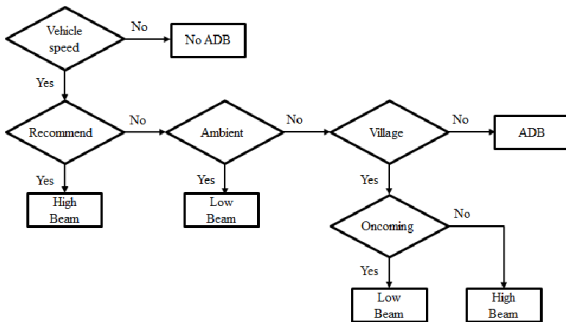 Vehicle
speed
No
No ADB
Yes
Recommend
No
Ambient
No
Village
No
ADB
Yes
Yes
Yes
High
Beam
Low
Beam
Oncoming
No
Yes
Low
Beam
High
Beam